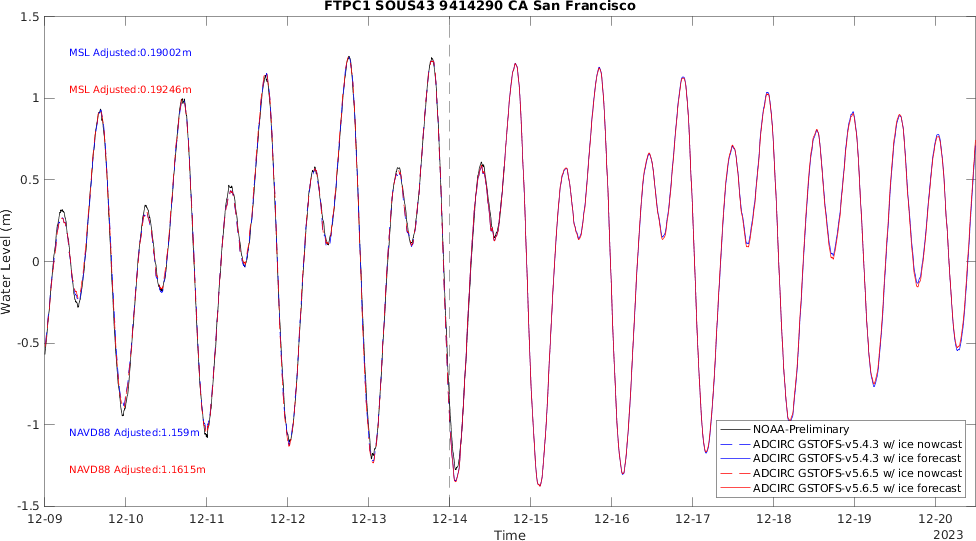 FTPC1 SOUS43 9414290 CA San Francisco
1.5
MSL Adjusted:0.19002m
1
MSL Adjusted:0.19246m
0.5
Water Level (m)
0
-0.5
-1
NAVD88 Adjusted:1.159m
NAVD88 Adjusted:1.1615m
-1.5
NOAA-Preliminary
ADCIRC GSTOFS-v5.4.3 w/ ice nowcast
ADCIRC GSTOFS-v5.4.3 w/ ice forecast
ADCIRC GSTOFS-v5.6.5 w/ ice nowcast
ADCIRC GSTOFS-v5.6.5 w/ ice forecast
12-09 12-10 12-11 12-12 12-13 12-14 12-15 12-16 12-17 12-18 12-19 12-20
2023
Time